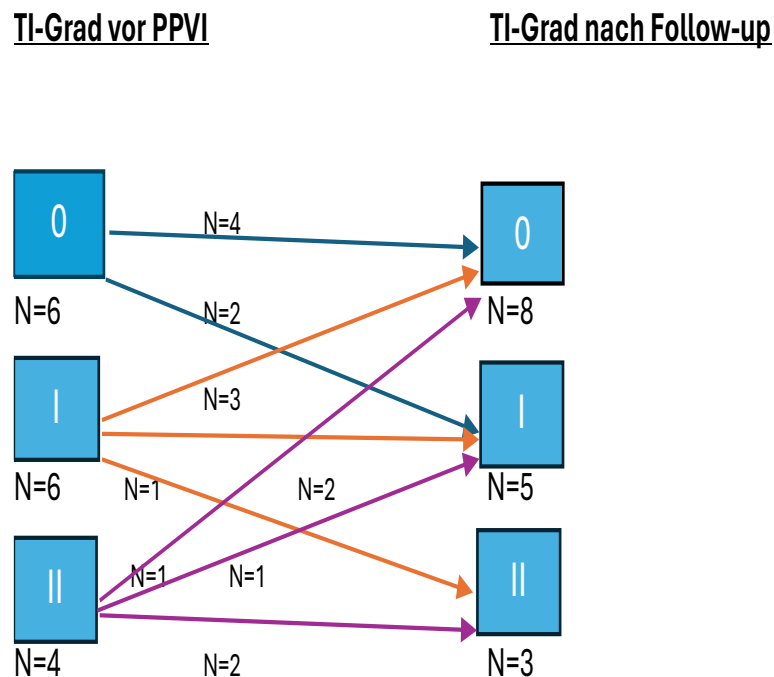 TI-Grad vor PPVI
TI-Grad nach Follow-up
0
N=4
0
N=6
N=2
N=8
I
N=3
I
N=6
N=1
N=2
N=5
II
N=1
N=1
II
N=4
N=2
N=3